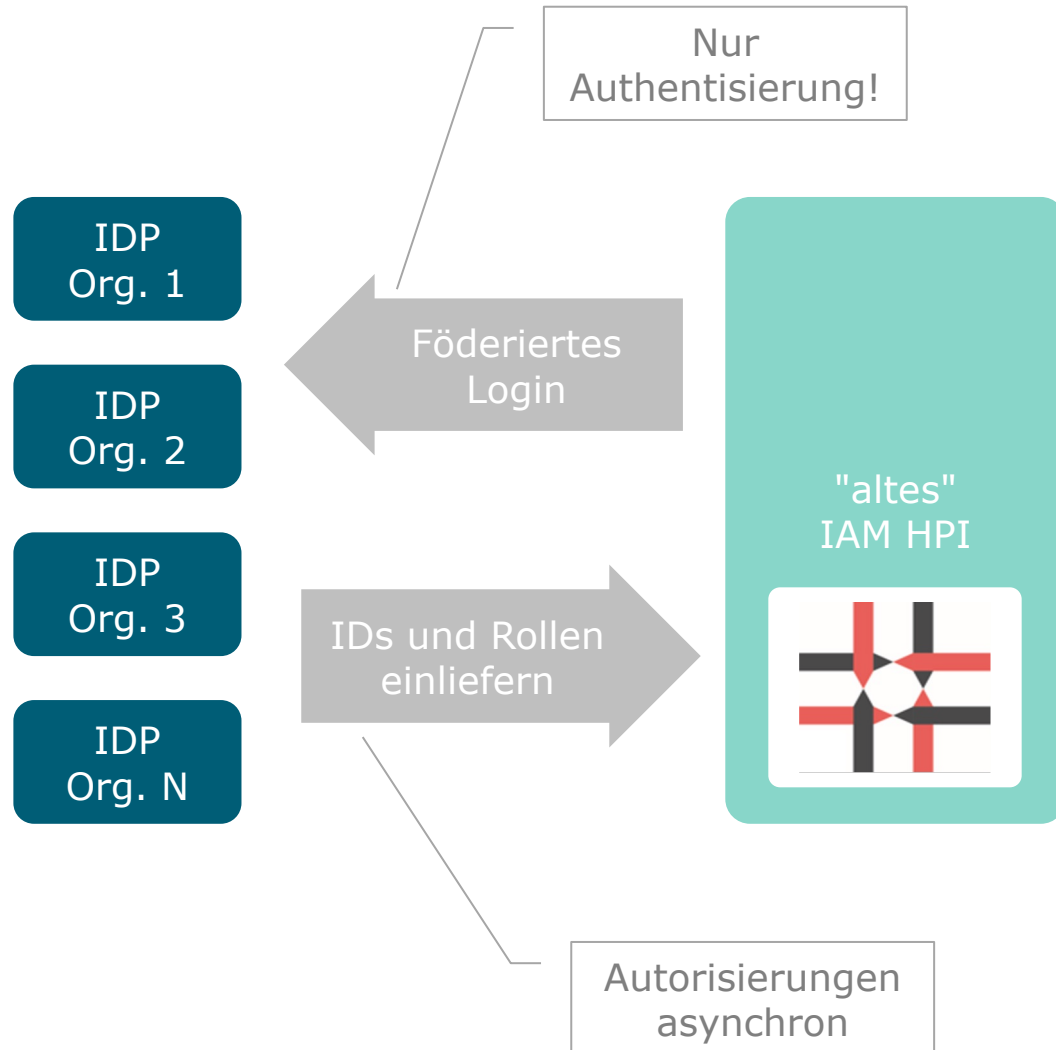 Nur
Authentisierung!
IDP
Org. 1
Föderiertes
Login
IDP
Org. 2
"altes"
IAM HPI
IDP
Org. 3
IDs und Rollen
einliefern
IDP
Org. N
Autorisierungen
asynchron